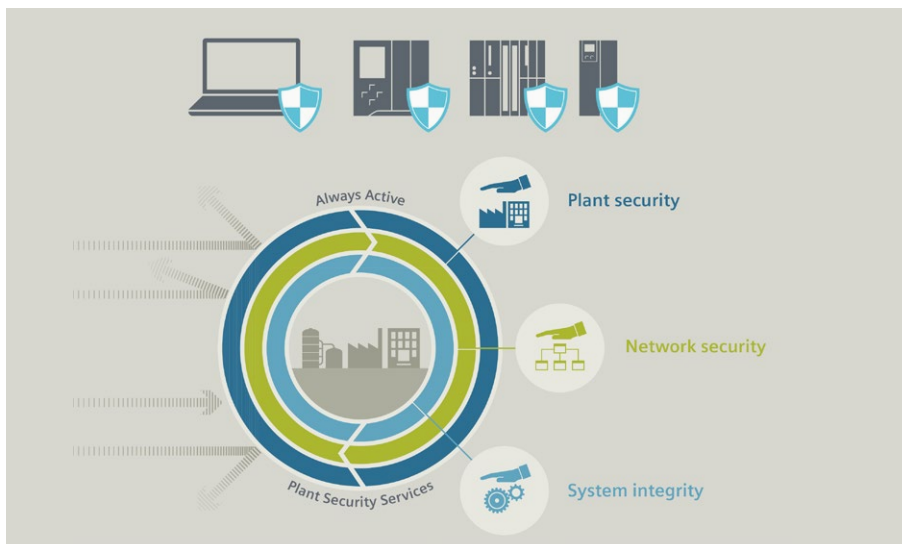 Always Active
Plant security
Network security
System integrity
Plant Security Services